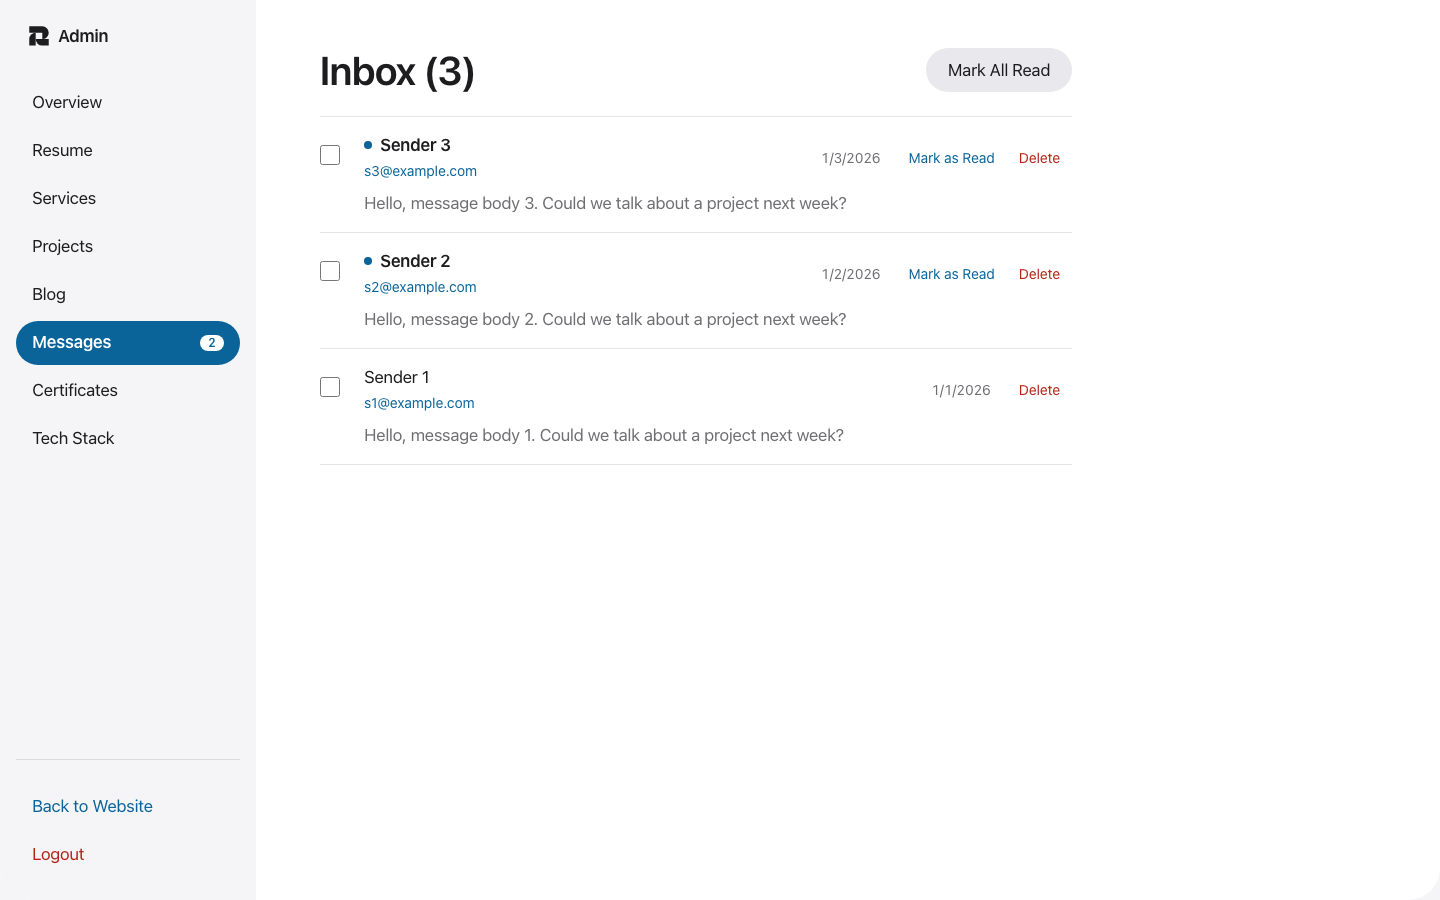 Admin
Overview
Resume
Services
Projects
Blog
Messages 2
Certificates
Tech Stack
Back to Website
Logout
Inbox (3)
Mark All Read
Sender 3
s3@example.com
1/3/2026 Mark as Read Delete
Hello, message body 3. Could we talk about a project next week?
Sender 2
s2@example.com
1/2/2026 Mark as Read Delete
Hello, message body 2. Could we talk about a project next week?
Sender 1
s1@example.com
1/1/2026 Delete
Hello, message body 1. Could we talk about a project next week?